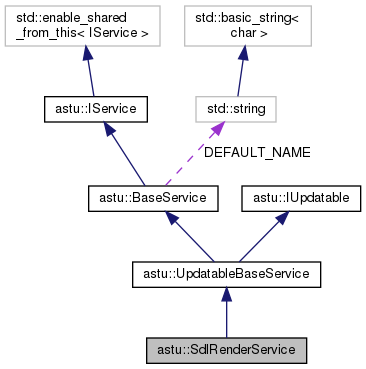 std::enable_shared
_from_this< IService >
std::basic_string<
char >
astu::IService
std::string
DEFAULT_NAME
astu::BaseService
astu::IUpdatable
astu::UpdatableBaseService
astu::SdlRenderService